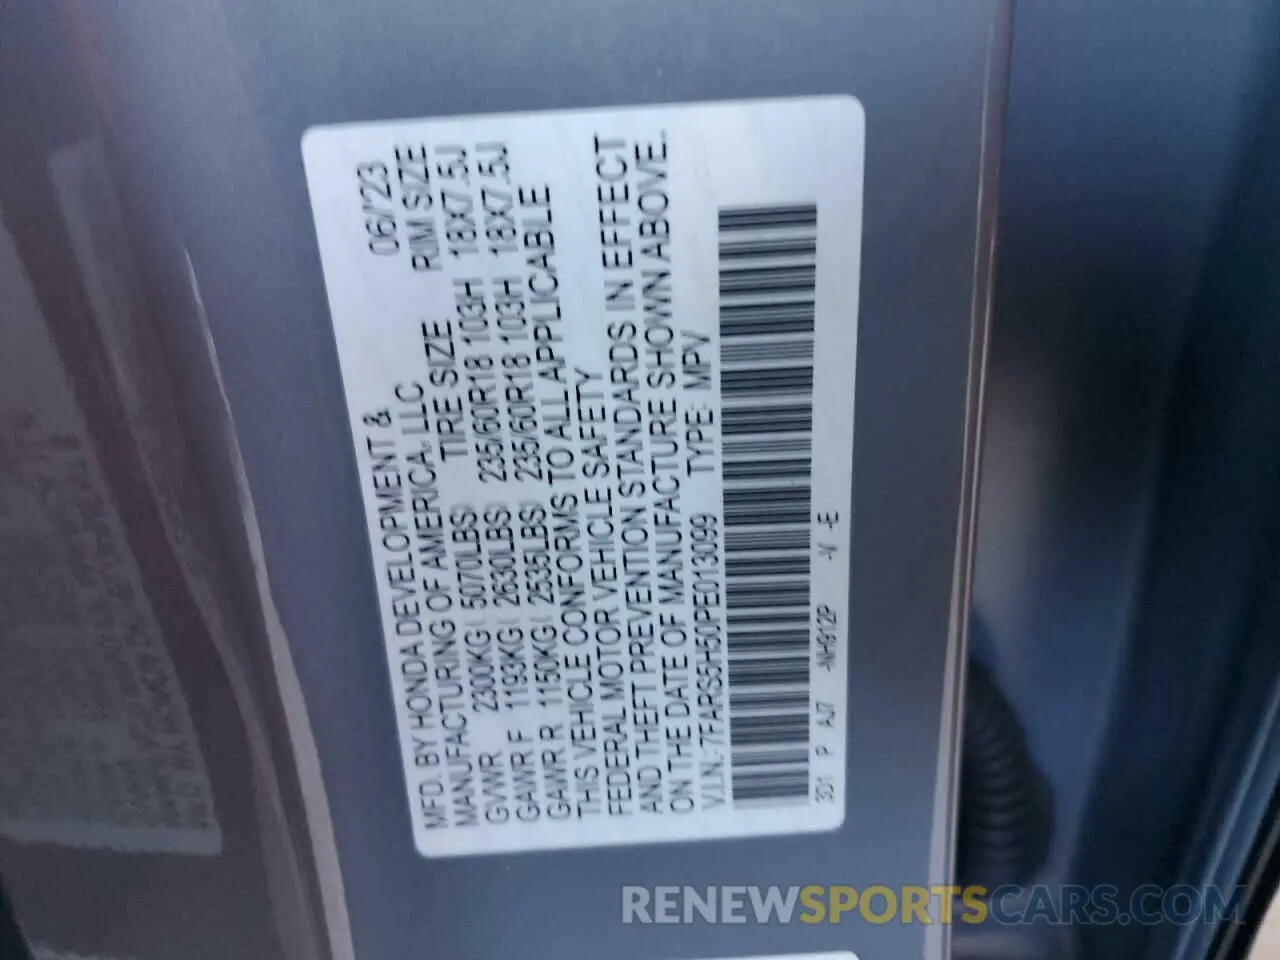 MFD. BY HONDA DEVELOPMENT & 06/23
MANUFACTURING OF AMERICA, LLC RIM SIZE
TIRE SIZE
GVWR 2300KG( 5070LBS)
GAWR F 1193KG( 2630LBS) 235/60R18 103H 18X7.5J
GAWR R 1150KG( 2535LBS) 235/60R18 103H 18X7.5J
THIS VEHICLE CONFORMS TO ALL APPLICABLE
FEDERAL MOTOR VEHICLE SAFETY
AND THEFT PREVENTION STANDARDS IN EFFECT
ON THE DATE OF MANUFACTURE SHOWN ABOVE.
V.I.N.:7FARS5H50PE013099 TYPE: MPV
3D1 P AJ7 -NH912P -V -E
RENEWSPORTSCARS.COM